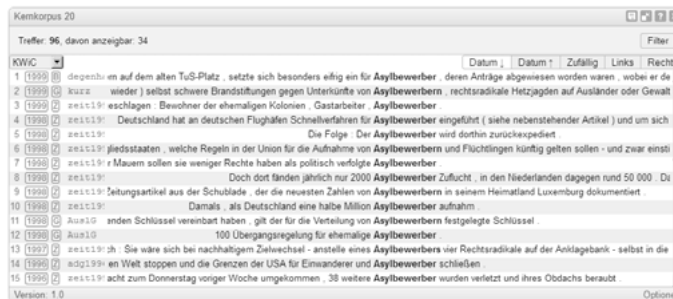 Kernkorpus 20
Treffer: 96, davon anzeigbar: 34 Filter
KWiC Datum ↓ Datum ↑ Zufällig Links Recht
1 1999 B degenha en auf dem alten TuS-Platz , setzte sich besonders eifrig ein für Asylbewerber , deren Anträge abgewiesen worden waren , wobei er de
2 1999 G kurz wieder ) selbst schwere Brandstiftungen gegen Unterkünfte von Asylbewerbern , rechtsradikale Hetzjagden auf Ausländer oder Gewalt
3 1999 Z zeit19 eschlagen : Bewohner der ehemaligen Kolonien , Gastarbeiter , Asylbewerber .
4 1998 Z zeit19 Deutschland hat an deutschen Flughäfen Schnellverfahren für Asylbewerber eingeführt ( siehe nebenstehender Artikel ) und um sich
5 1998 Z zeit19 Die Folge : Der Asylbewerber wird dorthin zurückexpediert .
6 1998 Z zeit19 gliedsstaaten , welche Regeln in der Union für die Aufnahme von Asylbewerbern und Flüchtlingen künftig gelten sollen - und zwar einsti
7 1998 Z zeit19 r Mauern sollen sie weniger Rechte haben als politisch verfolgte Asylbewerber .
8 1998 Z zeit19 Doch dort fänden jährlich nur 2000 Asylbewerber Zuflucht , in den Niederlanden dagegen rund 50 000 . Da
9 1998 Z zeit19 Zeitungsartikel aus der Schublade , der die neuesten Zahlen von Asylbewerbern in seinem Heimatland Luxemburg dokumentiert .
10 1998 Z zeit19 Damals , als Deutschland eine halbe Million Asylbewerber aufnahm .
11 1998 G AuslG anden Schlüssel vereinbart haben , gilt der für die Verteilung von Asylbewerbern festgelegte Schlüssel .
12 1998 G AuslG 100 Übergangsregelung für ehemalige Asylbewerber .
13 1997 Z zeit19 ch : Sie wäre sich bei nachhaltigem Zielwechsel - anstelle eines Asylbewerbers vier Rechtsradikale auf der Anklagebank - selbst in die
14 1996 Z mdg199 en Welt stoppen und die Grenzen der USA für Einwanderer und Asylbewerber schließen .
15 1996 Z zeit19 acht zum Donnerstag voriger Woche umgekommen , 38 weitere Asylbewerber wurden verletzt und ihres Obdachs beraubt .
Version: 1.0 Option